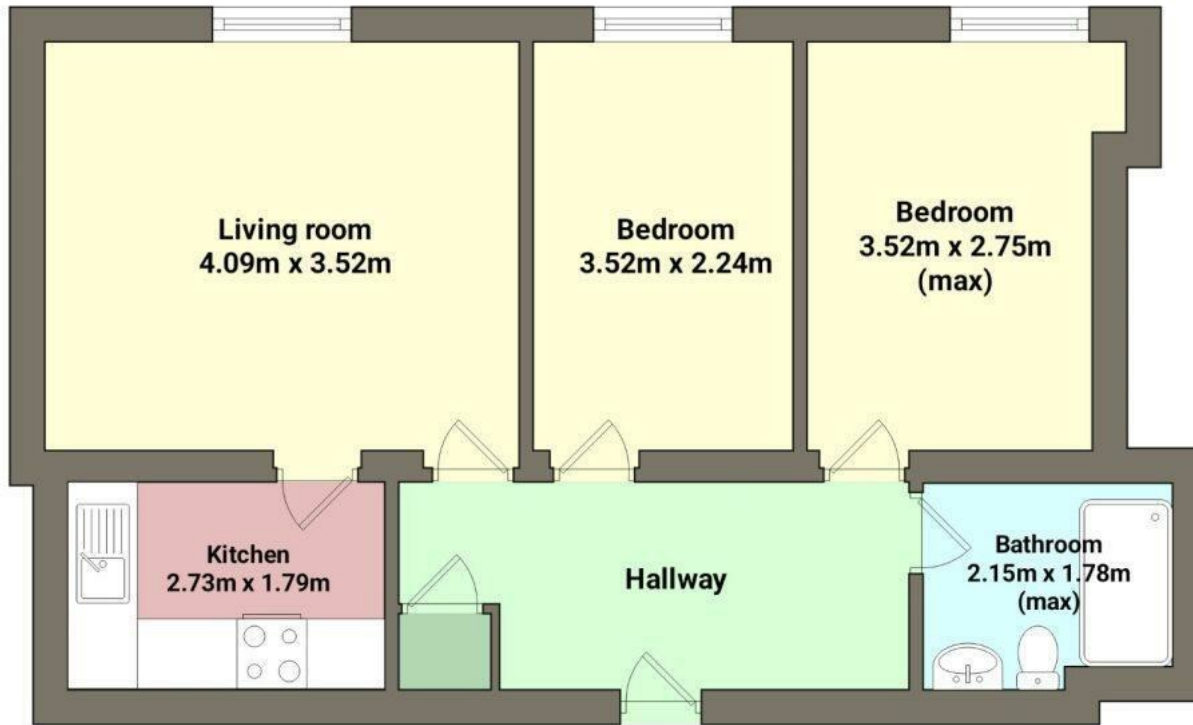 Living room
4.09m x 3.52m
Bedroom
3.52m x 2.24m
Bedroom
3.52m x 2.75m
(max)
Kitchen
2.73m x 1.79m
Hallway
Bathroom
2.15m x 1.78m
(max)